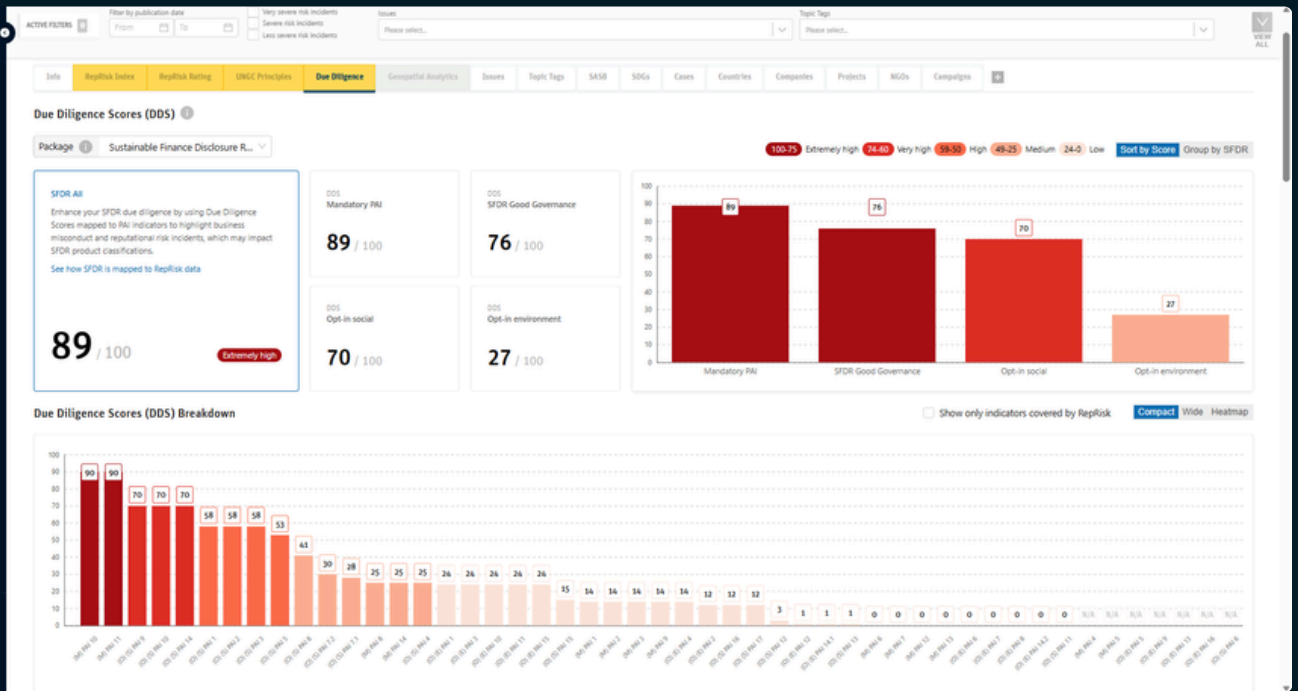 ACTIVE FILTERS 0
Filter by publication date
From
To
Very severe risk incidents
Severe risk incidents
Less severe risk incidents
Issues
Please select...
Topic Tags
Please select...
VIEW ALL
Info RepRisk Index RepRisk Rating UNGC Principles Due Diligence Geospatial Analytics Issues Topic Tags SASB SDGs Cases Countries Companies Projects NGOs Campaigns
Due Diligence Scores (DDS)
Package Sustainable Finance Disclosure R...
100-75 Extremely high 74-60 Very high 59-50 High 49-25 Medium 24-0 Low
Sort by Score Group by SFDR
SFDR All
Enhance your SFDR due diligence by using Due Diligence
Scores mapped to PAI indicators to highlight business
misconduct and reputational risk incidents, which may impact
SFDR product classifications.
See how SFDR is mapped to RepRisk data
89 / 100
Extremely high
DDS
Mandatory PAI
89 / 100
DDS
SFDR Good Governance
76 / 100
DDS
Opt-in social
70 / 100
DDS
Opt-in environment
27 / 100
100
90
80
70
60
50
40
30
20
10
0
89 76 70 27
Mandatory PAI SFDR Good Governance Opt-in social Opt-in environment
Due Diligence Scores (DDS) Breakdown
Show only indicators covered by RepRisk
Compact Wide Heatmap
100
90
80
70
60
50
40
30
20
10
0
90 90 70 70 70 58 58 58 53 41 30 28 25 25 25 24 24 24 24 24 15 14 14 14 14 14 12 12 12 3 1 1 1 0 0 0 0 0 0 0 0 0 N/A N/A N/A N/A N/A N/A N/A
(M) PAI 10 (M) PAI 11